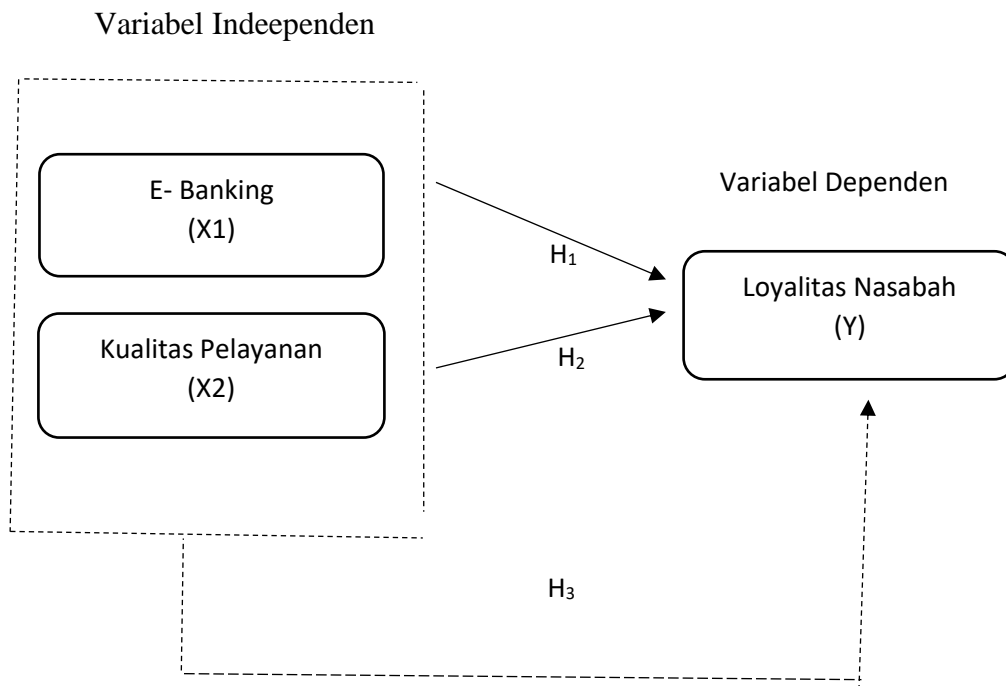 Variabel Indeependen
E- Banking
(X1)
Kualitas Pelayanan
(X2)
H₁
H₂
Variabel Dependen
Loyalitas Nasabah
(Y)
H₃